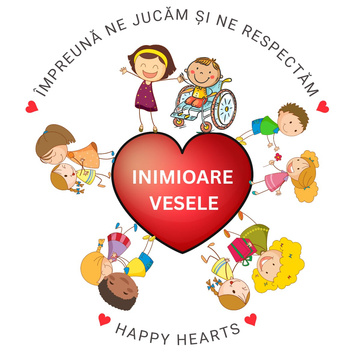 ÎMPREUNĂ NE JUCĂM ȘI NE RESPECTĂM
INIMIOARE
VESELE
HAPPY HEARTS